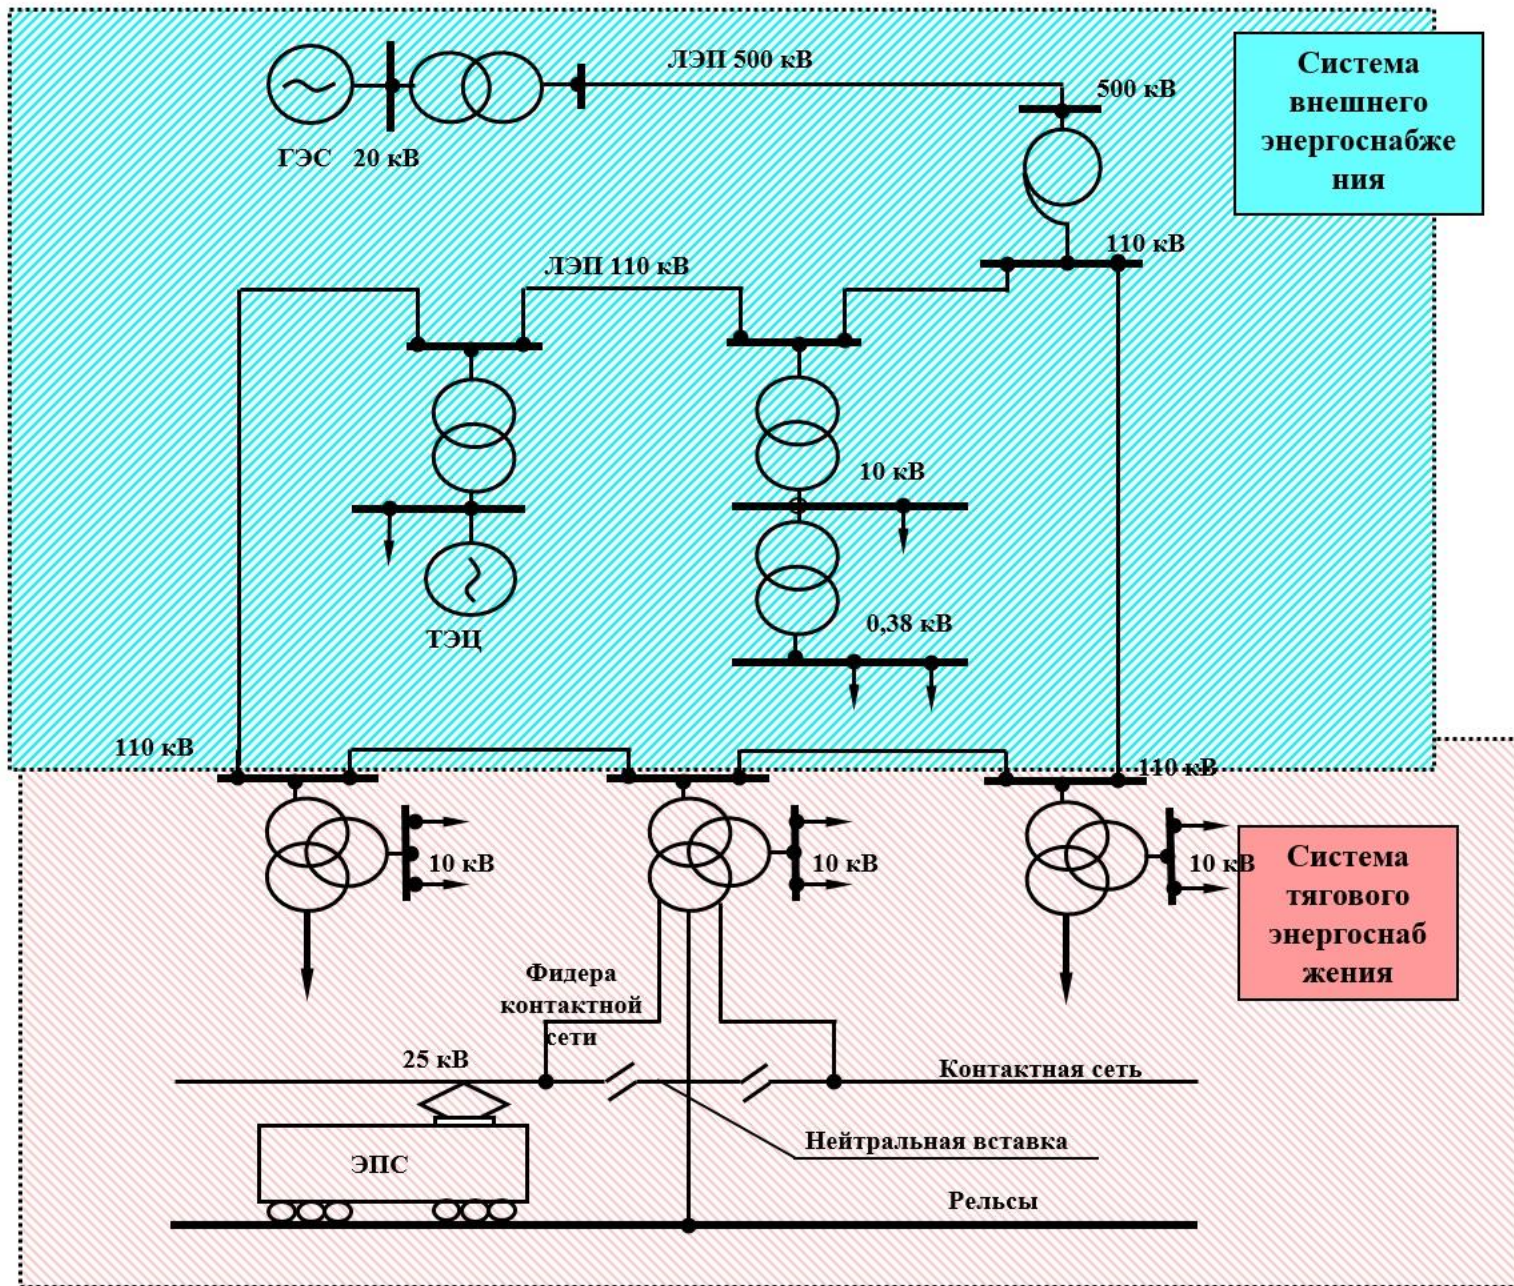 ЛЭП 500 кВ
500 кВ
Система
внешнего
энергоснабже
ния
ГЭС 20 кВ
110 кВ
ЛЭП 110 кВ
10 кВ
0,38 кВ
ТЭЦ
110 кВ
110 кВ
10 кВ
10 кВ
10 кВ
Система
тягового
энергоснаб
жения
Фидера
контактной
сети
25 кВ
Контактная сеть
Нейтральная вставка
ЭПС
Рельсы